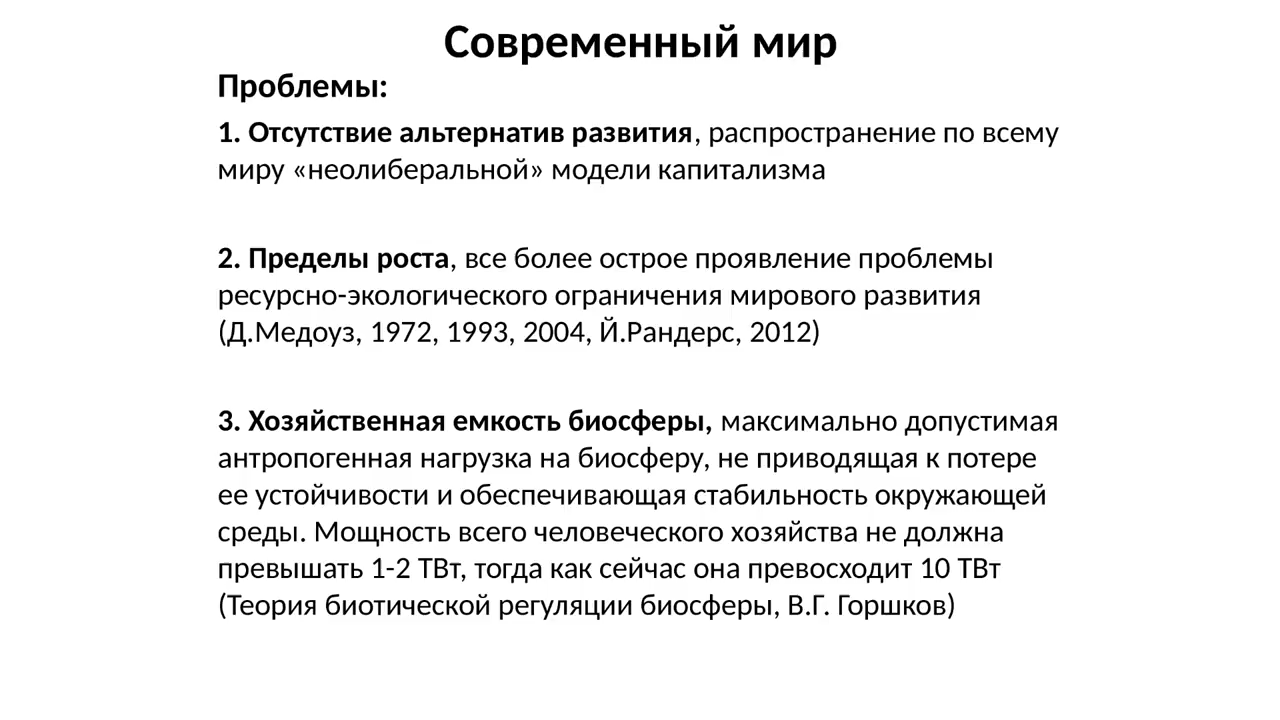 Современный мир
Проблемы:
1. Отсутствие альтернатив развития, распространение по всему
миру «неолиберальной» модели капитализма
2. Пределы роста, все более острое проявление проблемы
ресурсно-экологического ограничения мирового развития
(Д.Медоуз, 1972, 1993, 2004, Й.Рандерс, 2012)
3. Хозяйственная емкость биосферы, максимально допустимая
антропогенная нагрузка на биосферу, не приводящая к потере
ее устойчивости и обеспечивающая стабильность окружающей
среды. Мощность всего человеческого хозяйства не должна
превышать 1-2 ТВт, тогда как сейчас она превосходит 10 ТВт
(Теория биотической регуляции биосферы, В.Г. Горшков)